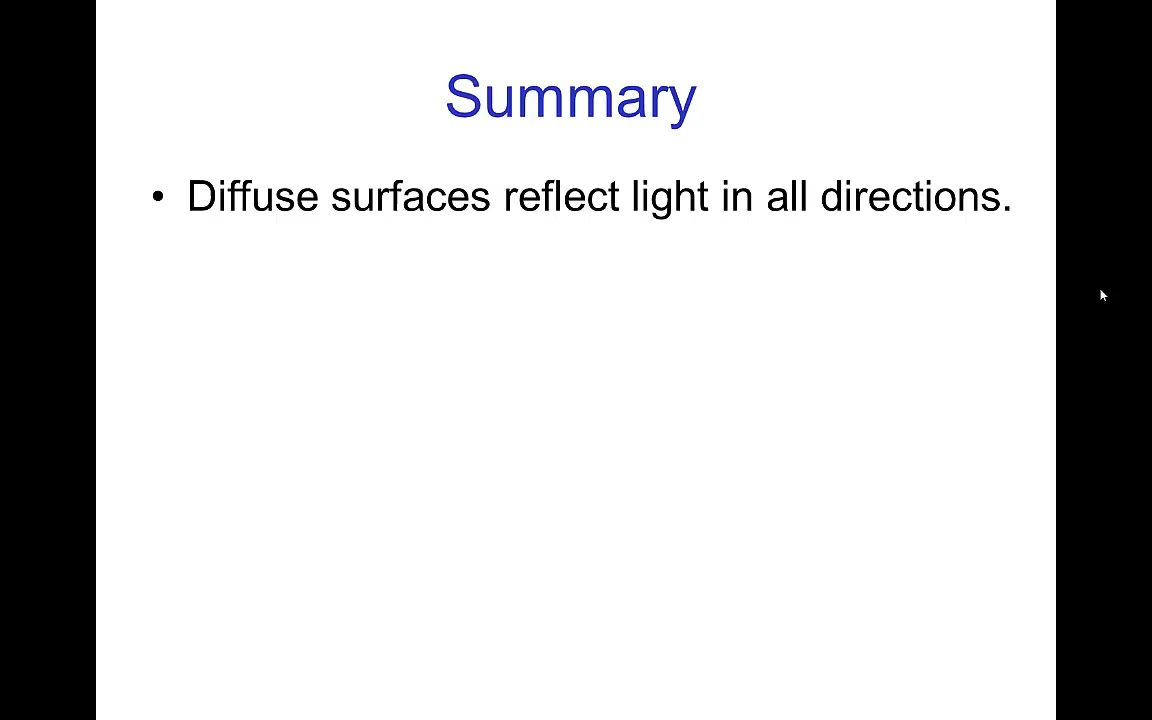 Summary
• Diffuse surfaces reflect light in all directions.